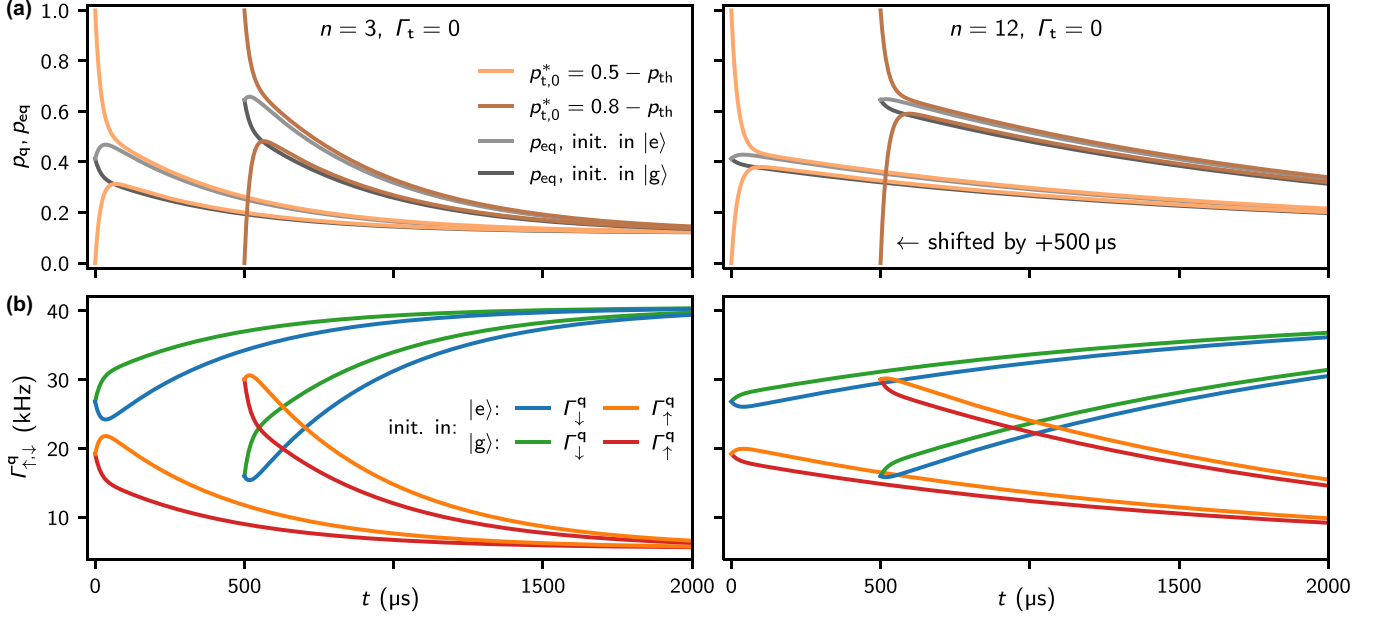 (a)
n = 3, Γt = 0
n = 12, Γt = 0
1.0
0.8
0.6
0.4
0.2
0.0
pq, peq
p*t,0 = 0.5 − pth
p*t,0 = 0.8 − pth
peq, init. in |e⟩
peq, init. in |g⟩
← shifted by +500 µs
(b)
40
30
20
10
Γq↑,↓ (kHz)
init. in:
|e⟩: Γq↓ Γq↑
|g⟩: Γq↓ Γq↑
0 500 1500 2000
t (µs)
0 500 1500 2000
t (µs)